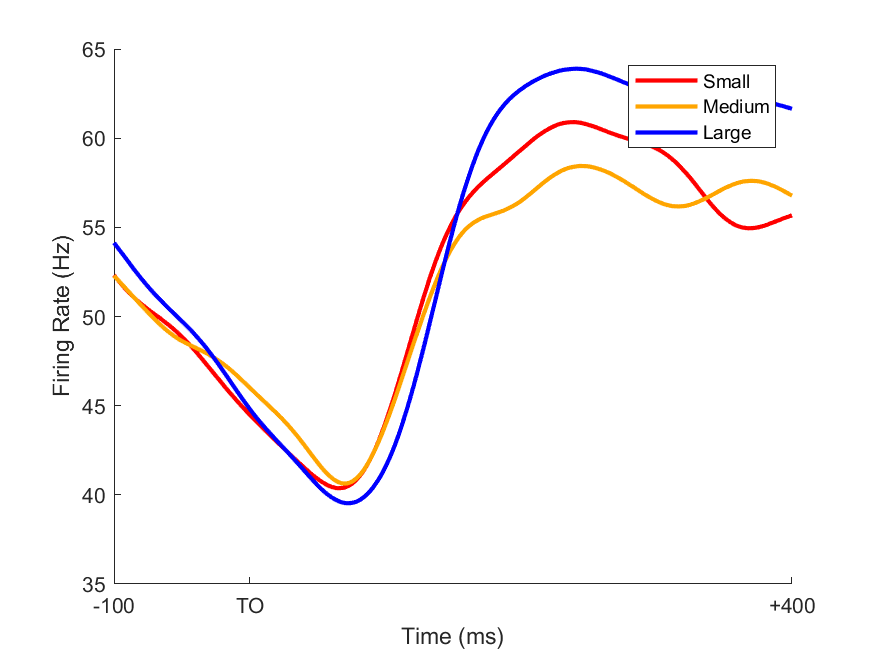 65
60
55
50
45
40
35
Firing Rate (Hz)
Small
Medium
Large
-100 TO +400
Time (ms)